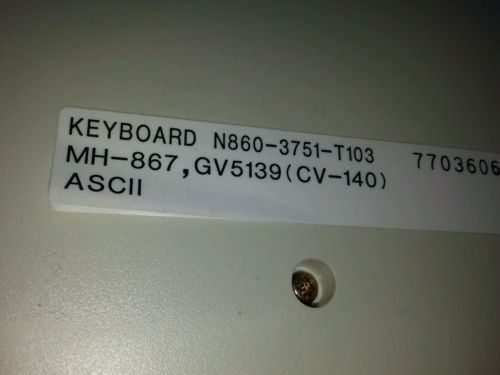 KEYBOARD N860-3751-T103 7703606
MH-867,GV5139(CV-140)
ASCII